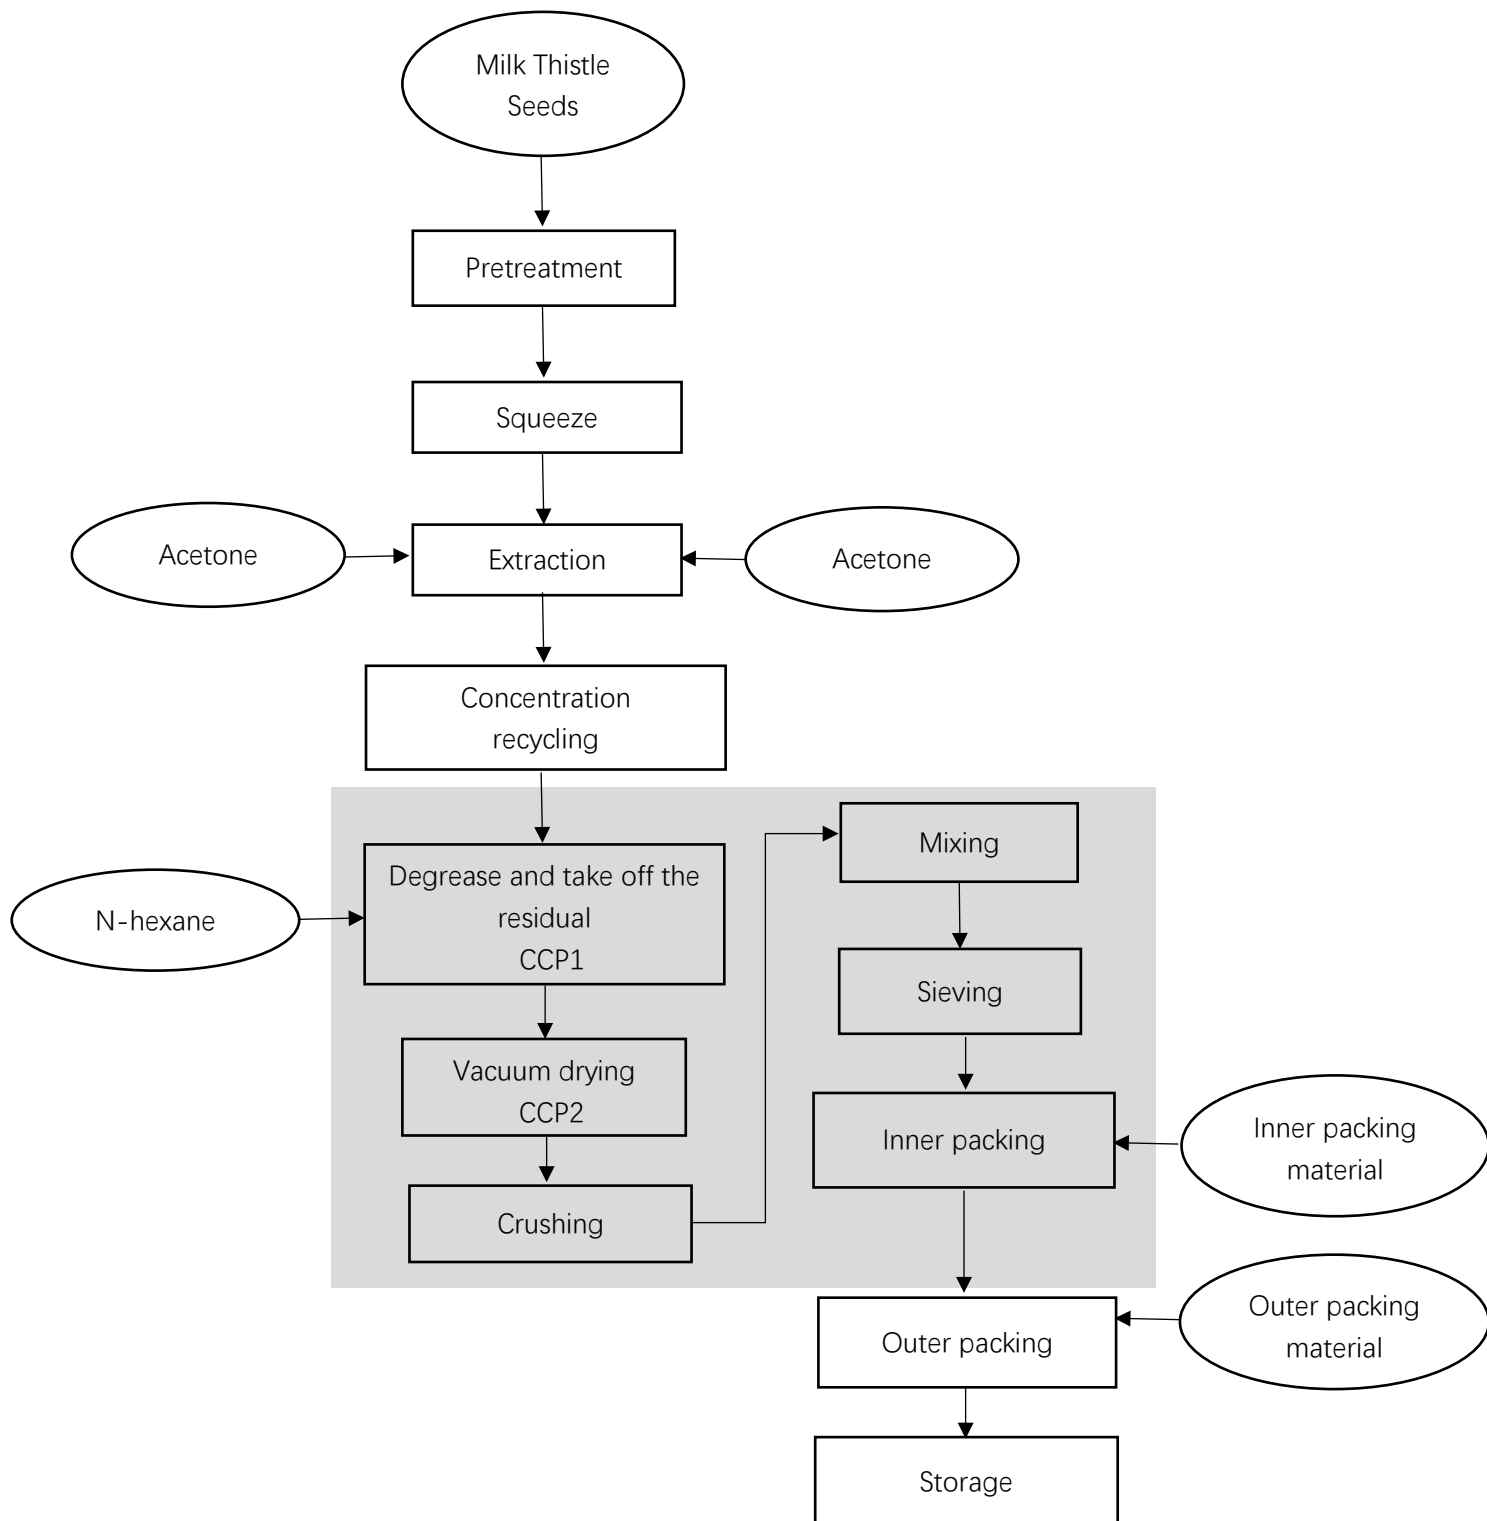 Milk Thistle
Seeds
Pretreatment
Squeeze
Acetone
Extraction
Acetone
Concentration
recycling
N-hexane
Degrease and take off the
residual
CCP1
Vacuum drying
CCP2
Crushing
Mixing
Sieving
Inner packing
Inner packing
material
Outer packing
Outer packing
material
Storage